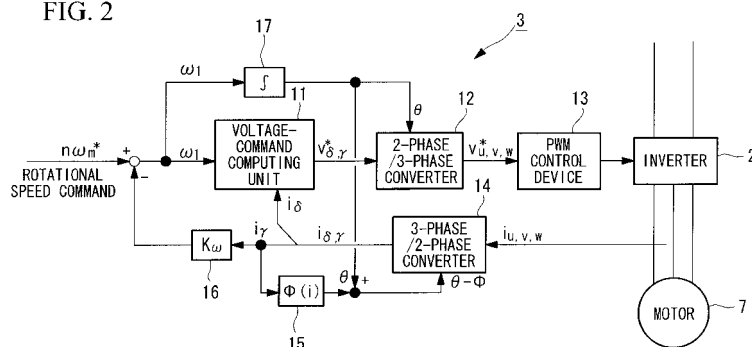 FIG. 2
17
3
ω1
∫
11
θ
12
13
VOLTAGE-
COMMAND
COMPUTING
UNIT
v*δ,γ
2-PHASE
/3-PHASE
CONVERTER
v*u,v,w
PWM
CONTROL
DEVICE
INVERTER
2
nωm*
+
-
ω1
ROTATIONAL
SPEED COMMAND
iδ
14
iγ
iδ,γ
3-PHASE
/2-PHASE
CONVERTER
iu,v,w
Kω
16
θ
+
θ-Φ
Φ(i)
15
MOTOR
7